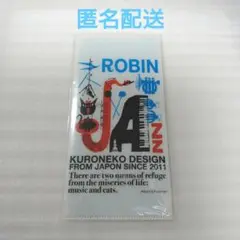 匿名配送
ROBIN
NN
KURONEKO DESIGN
FROM JAPON SINCE 2011
There are two means of refuge
from the miseries of life:
music and cats.